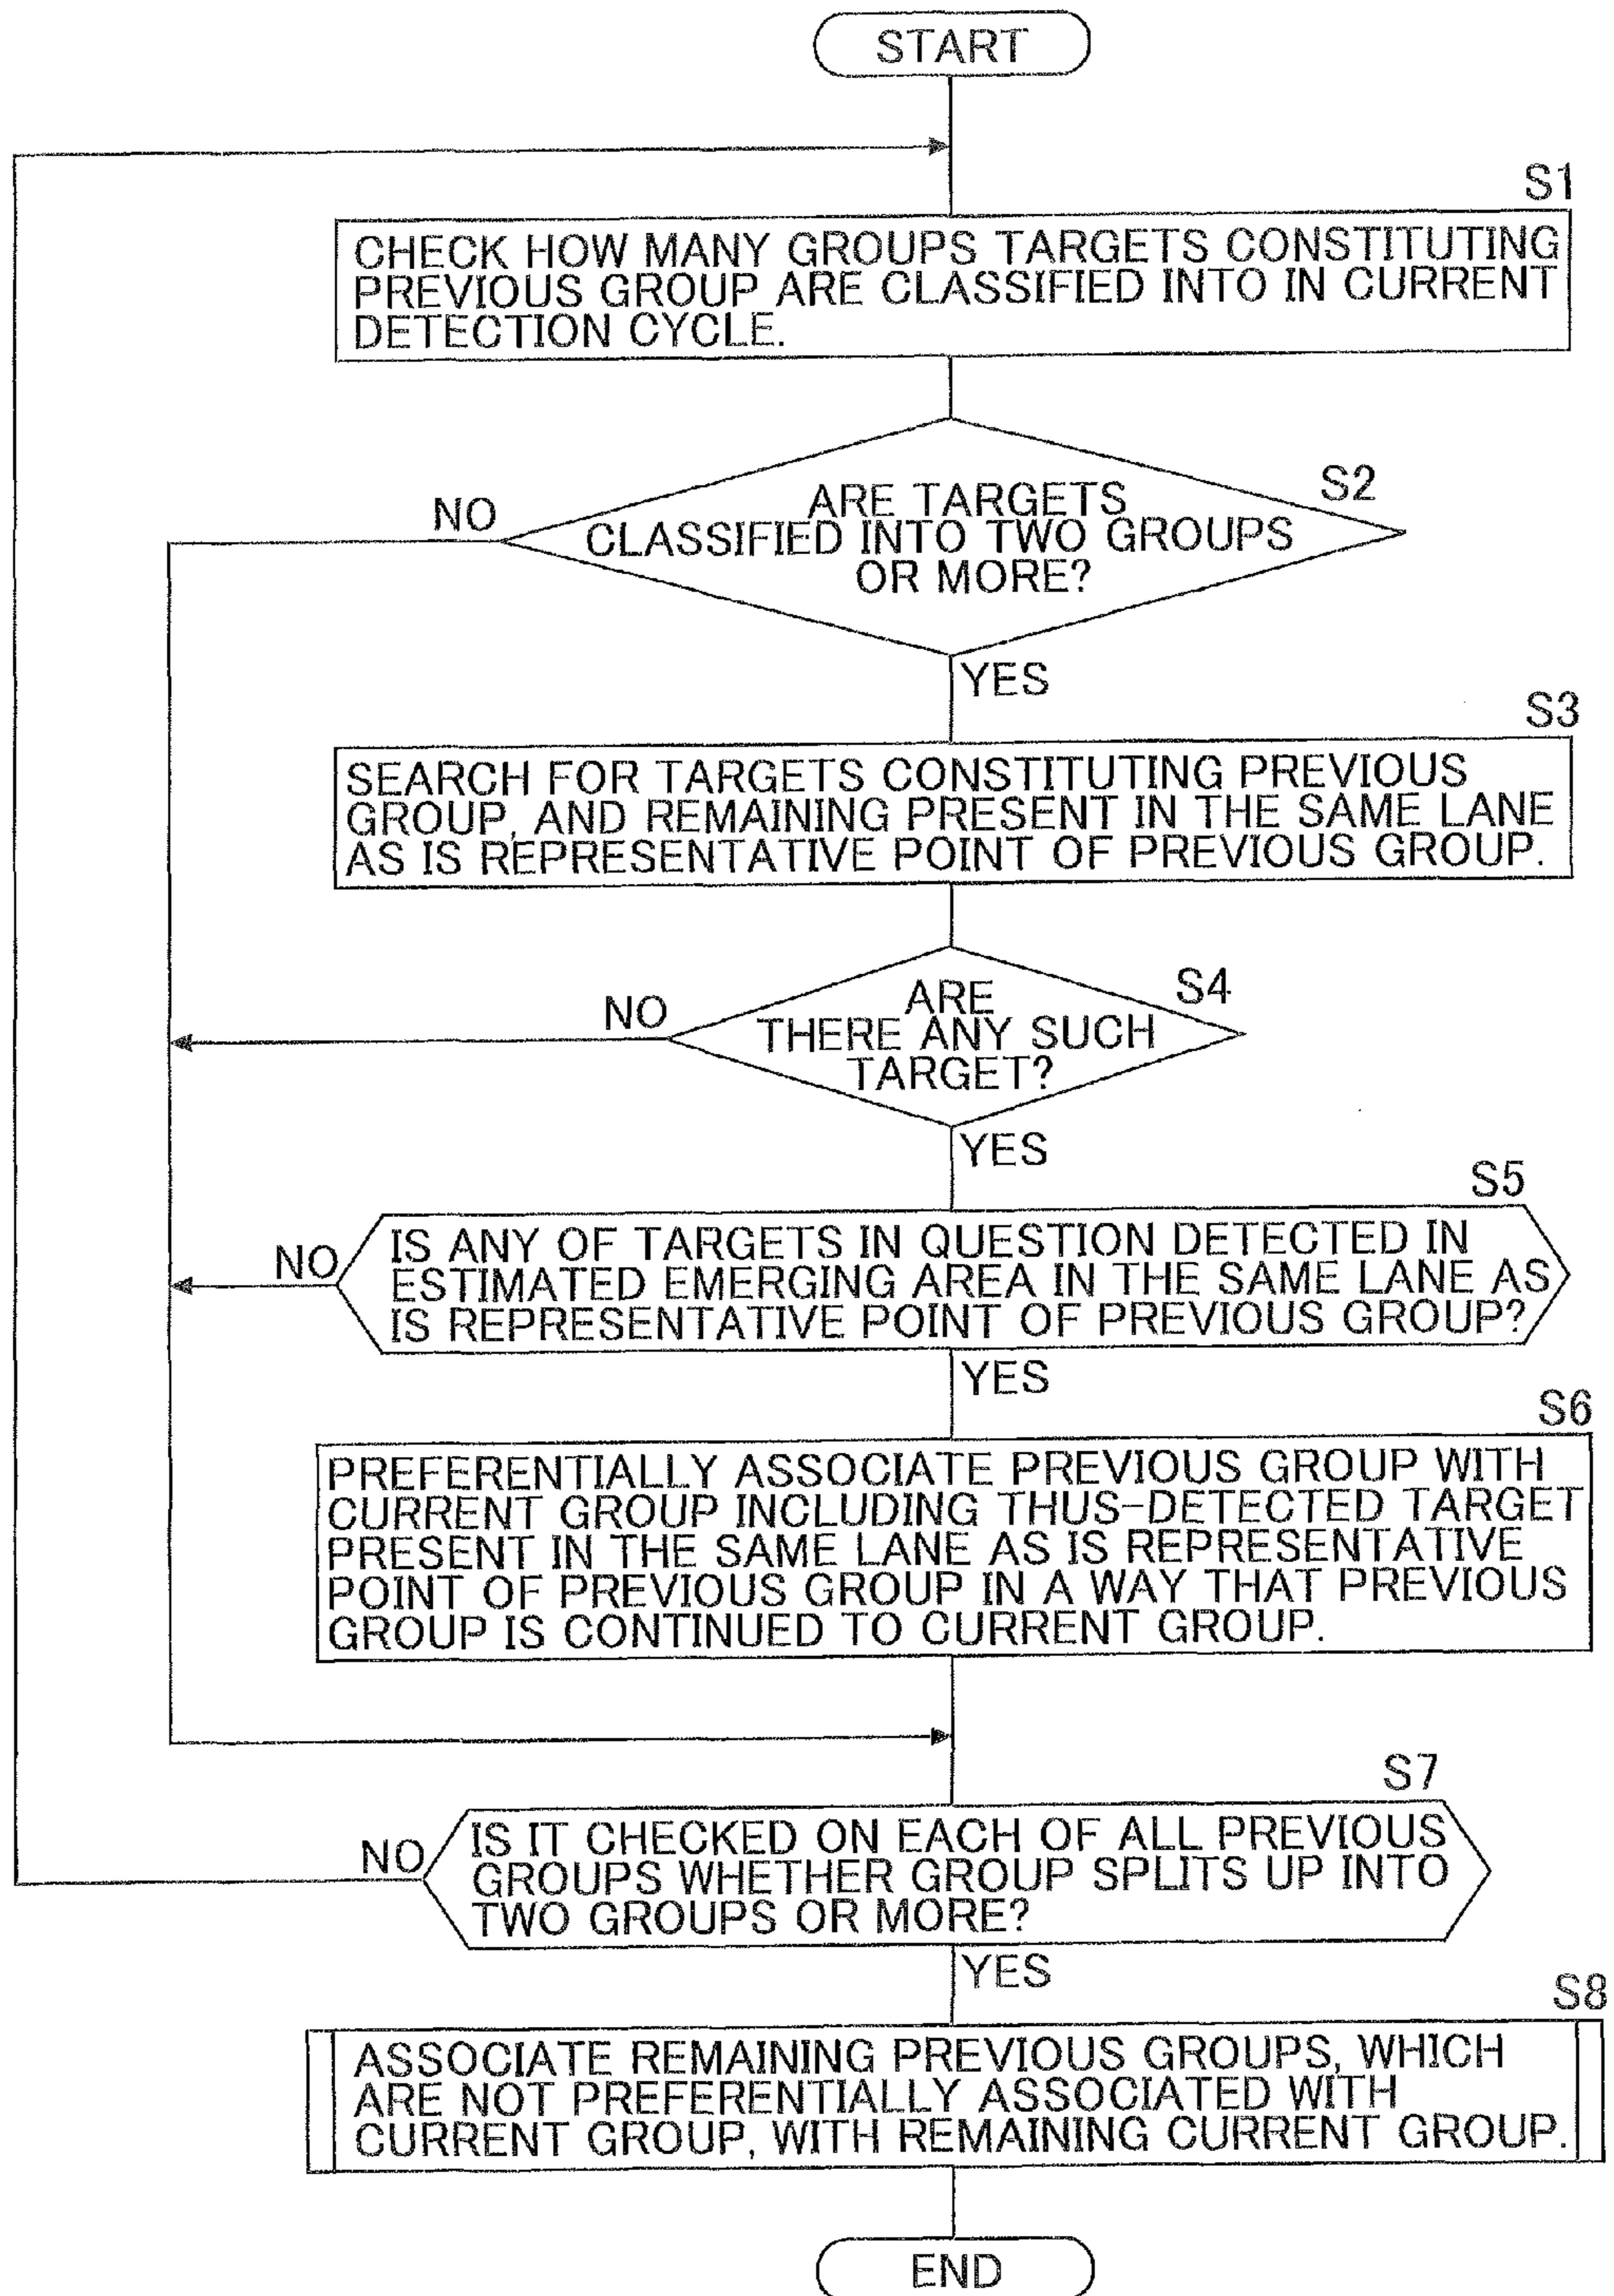 START
S1
CHECK HOW MANY GROUPS TARGETS CONSTITUTING
PREVIOUS GROUP ARE CLASSIFIED INTO IN CURRENT
DETECTION CYCLE.
S2
NO
ARE TARGETS
CLASSIFIED INTO TWO GROUPS
OR MORE?
YES
S3
SEARCH FOR TARGETS CONSTITUTING PREVIOUS
GROUP, AND REMAINING PRESENT IN THE SAME LANE
AS IS REPRESENTATIVE POINT OF PREVIOUS GROUP.
S4
NO
ARE
THERE ANY SUCH
TARGET?
YES
S5
NO
IS ANY OF TARGETS IN QUESTION DETECTED IN
ESTIMATED EMERGING AREA IN THE SAME LANE AS
IS REPRESENTATIVE POINT OF PREVIOUS GROUP?
YES
S6
PREFERENTIALLY ASSOCIATE PREVIOUS GROUP WITH
CURRENT GROUP INCLUDING THUS-DETECTED TARGET
PRESENT IN THE SAME LANE AS IS REPRESENTATIVE
POINT OF PREVIOUS GROUP IN A WAY THAT PREVIOUS
GROUP IS CONTINUED TO CURRENT GROUP.
S7
NO
IS IT CHECKED ON EACH OF ALL PREVIOUS
GROUPS WHETHER GROUP SPLITS UP INTO
TWO GROUPS OR MORE?
YES
S8
ASSOCIATE REMAINING PREVIOUS GROUPS, WHICH
ARE NOT PREFERENTIALLY ASSOCIATED WITH
CURRENT GROUP, WITH REMAINING CURRENT GROUP.
END